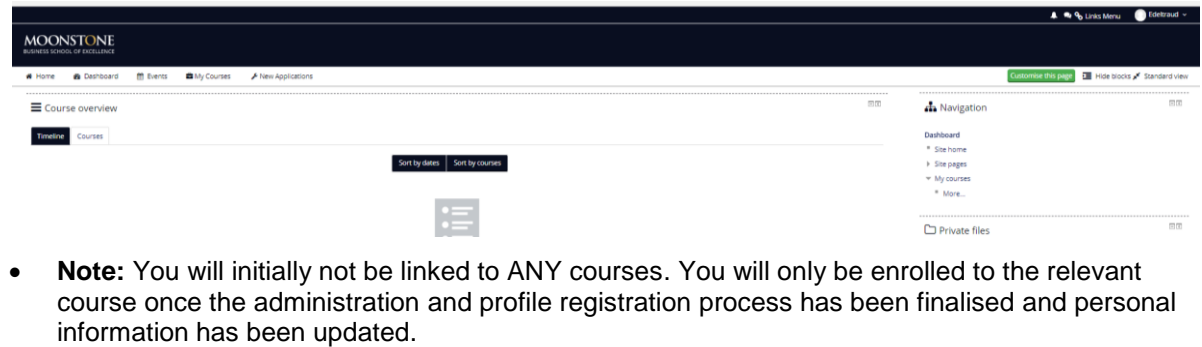 Links Menu Edeltraud
MOONSTONE
BUSINESS SCHOOL OF EXCELLENCE
Home Dashboard Events My Courses New Applications Customise this page Hide blocks Standard view
Course overview
Navigation
Timeline Courses
Dashboard
Sort by dates Sort by courses
Site home
Site pages
My courses
More...
Private files
• Note: You will initially not be linked to ANY courses. You will only be enrolled to the relevant
course once the administration and profile registration process has been finalised and personal
information has been updated.